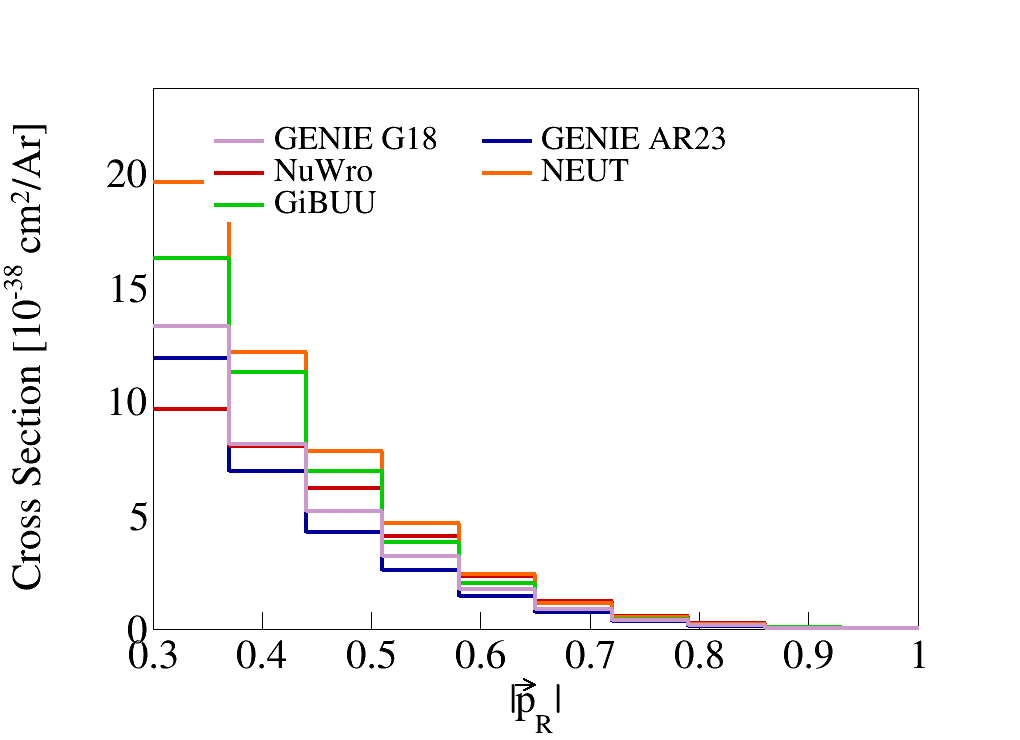 Cross Section [10⁻³⁸ cm²/Ar]
GENIE G18
GENIE AR23
NuWro
NEUT
GiBUU
20
15
10
5
0
0.3 0.4 0.5 0.6 0.7 0.8 0.9 1
|p⃗_R|